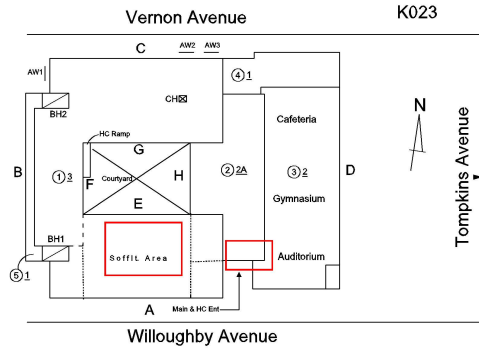 Vernon Avenue
K023
C
AW2 AW3
AW1
4 1
CH
BH2
Cafeteria
N
HC Ramp
G
B
1 3
F
Courtyard
H
2 2A
3 2
D
Tompkins Avenue
E
Gymnasium
BH1
Soffit Area
Auditorium
5 1
A
Main & HC Ent
Willoughby Avenue